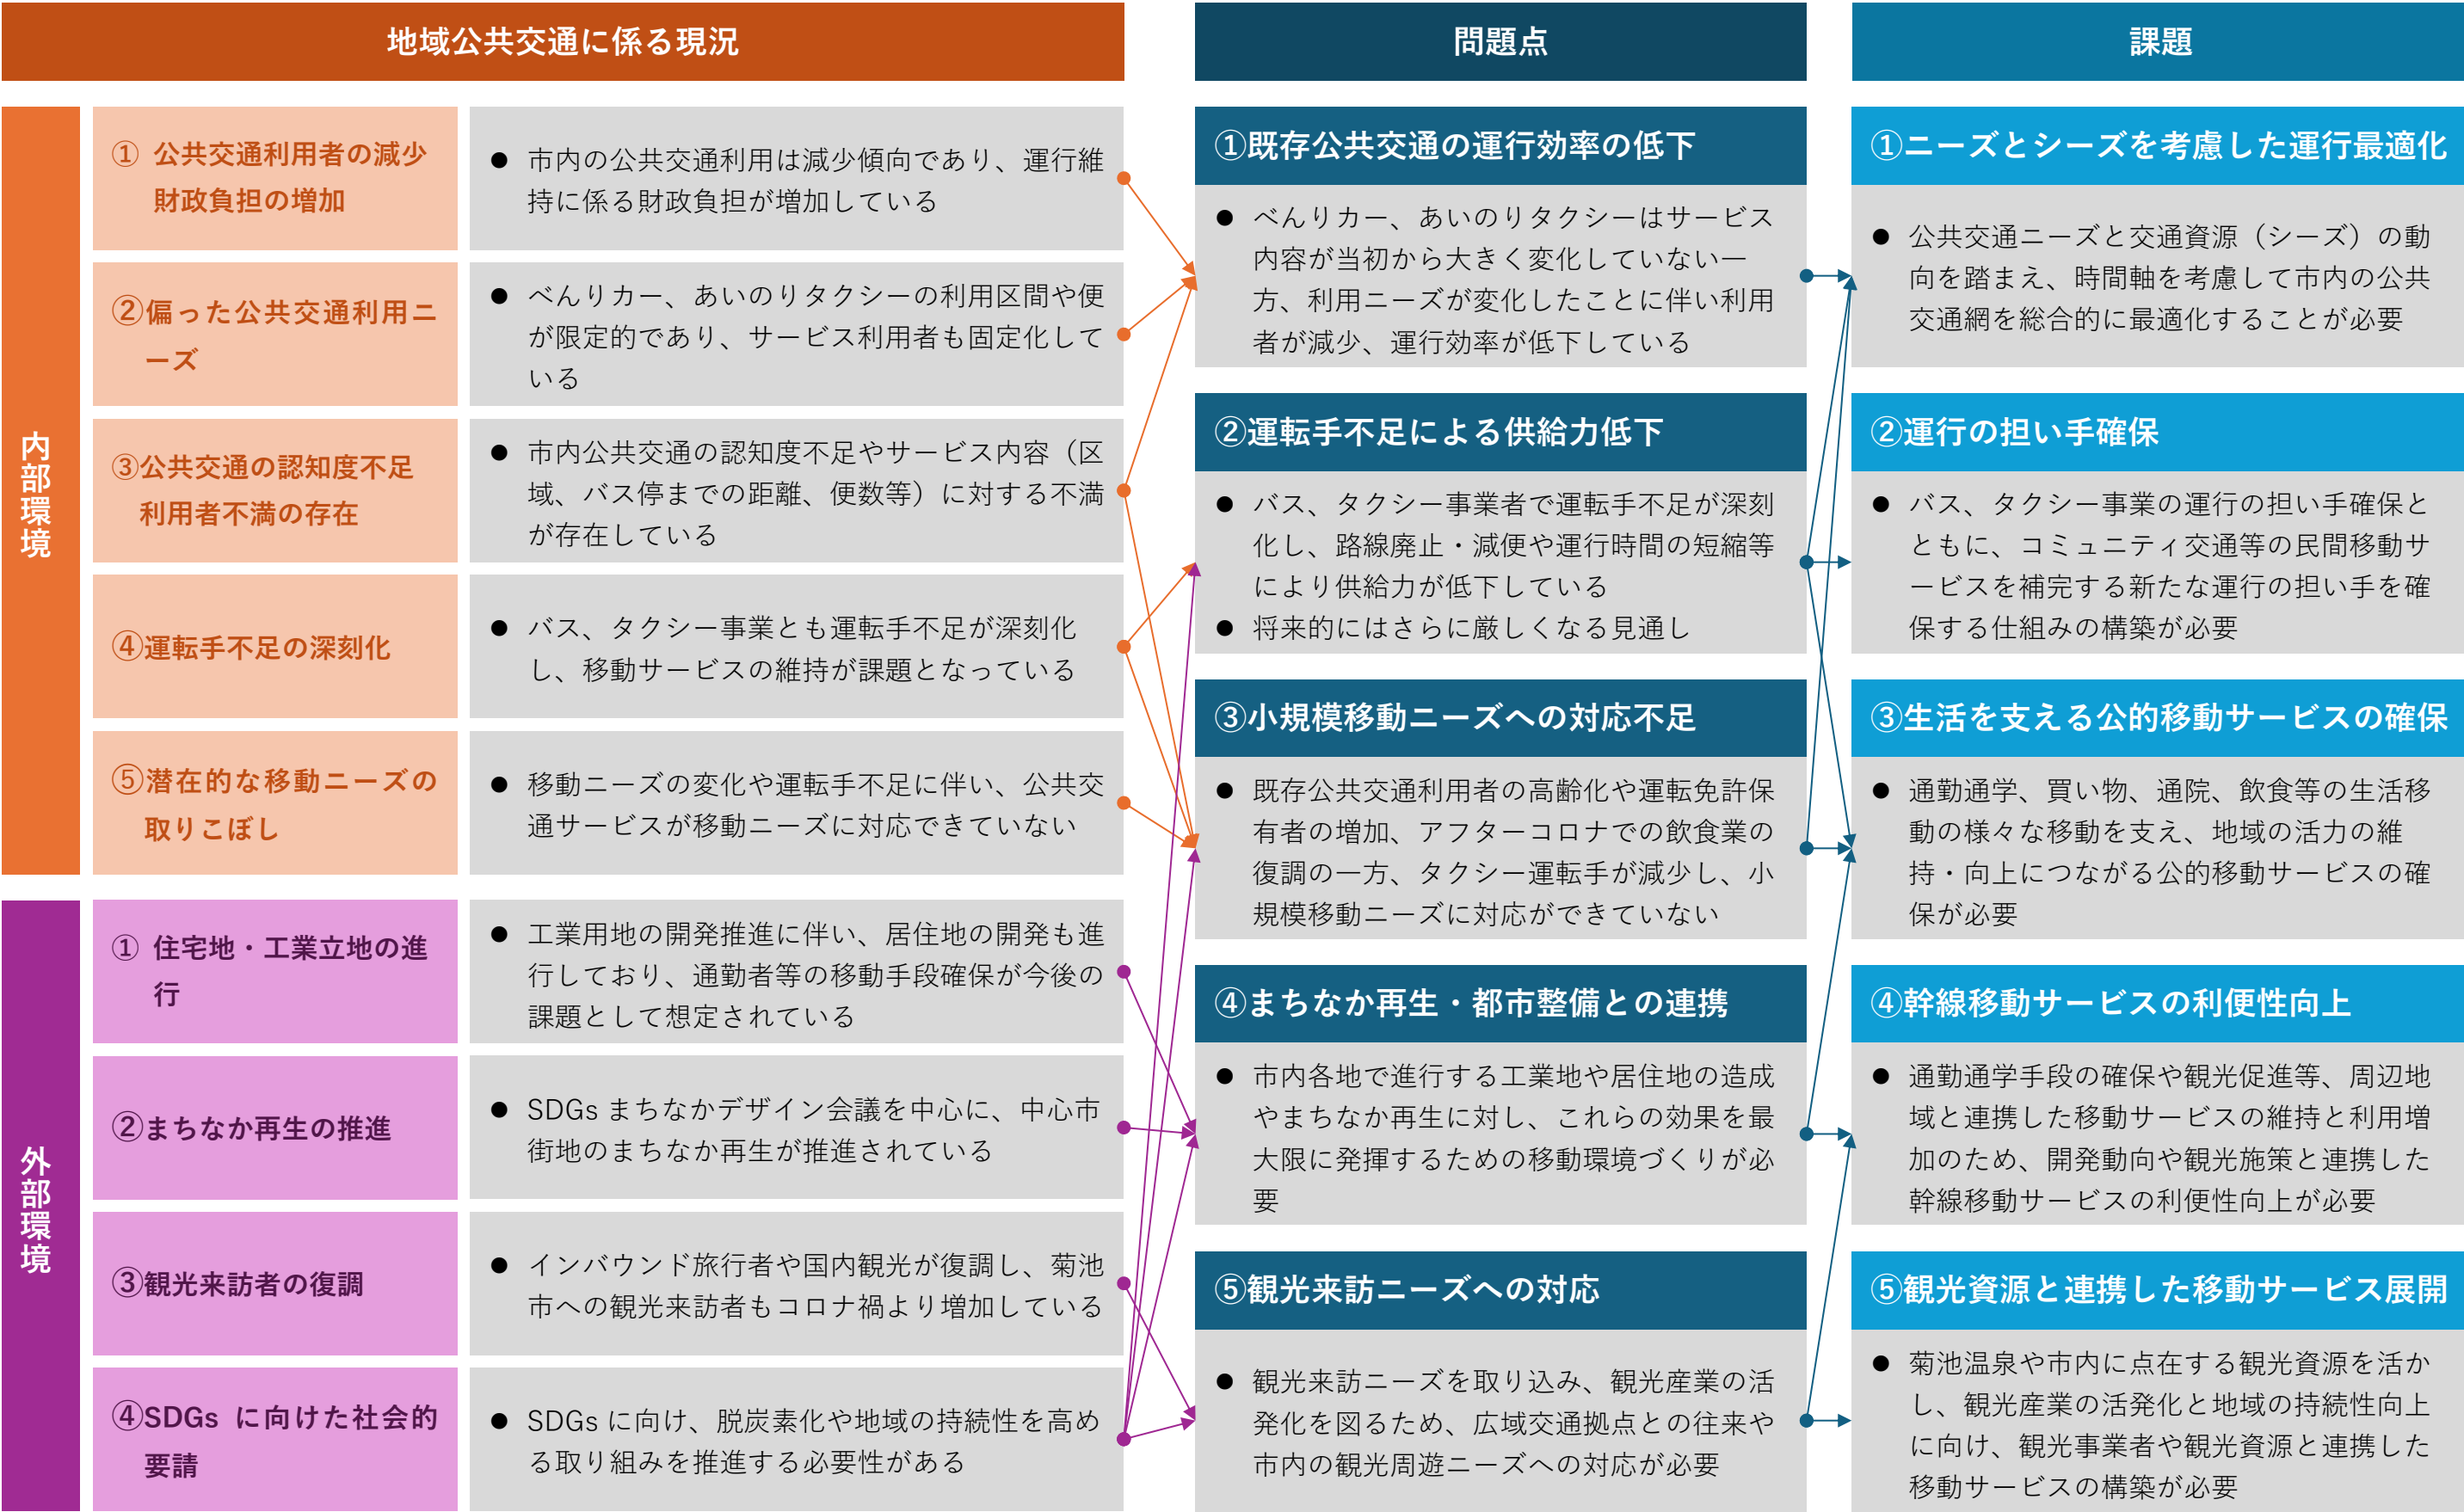 地域公共交通に係る現況
内部環境
① 公共交通利用者の減少
財政負担の増加
● 市内の公共交通利用は減少傾向であり、運行維
持に係る財政負担が増加している
②偏った公共交通利用ニ
ーズ
● べんりカー、あいのりタクシーの利用区間や便
が限定的であり、サービス利用者も固定化して
いる
③公共交通の認知度不足
利用者不満の存在
● 市内公共交通の認知度不足やサービス内容（区
域、バス停までの距離、便数等）に対する不満
が存在している
④運転手不足の深刻化
● バス、タクシー事業とも運転手不足が深刻化
し、移動サービスの維持が課題となっている
⑤潜在的な移動ニーズの
取りこぼし
● 移動ニーズの変化や運転手不足に伴い、公共交
通サービスが移動ニーズに対応できていない
外部環境
① 住宅地・工業立地の進
行
● 工業用地の開発推進に伴い、居住地の開発も進
行しており、通勤者等の移動手段確保が今後の
課題として想定されている
②まちなか再生の推進
● SDGs まちなかデザイン会議を中心に、中心市
街地のまちなか再生が推進されている
③観光来訪者の復調
● インバウンド旅行者や国内観光が復調し、菊池
市への観光来訪者もコロナ禍より増加している
④SDGs に向けた社会的
要請
● SDGs に向け、脱炭素化や地域の持続性を高め
る取り組みを推進する必要性がある
問題点
①既存公共交通の運行効率の低下
● べんりカー、あいのりタクシーはサービス
内容が当初から大きく変化していない一
方、利用ニーズが変化したことに伴い利用
者が減少、運行効率が低下している
②運転手不足による供給力低下
● バス、タクシー事業者で運転手不足が深刻
化し、路線廃止・減便や運行時間の短縮等
により供給力が低下している
● 将来的にはさらに厳しくなる見通し
③小規模移動ニーズへの対応不足
● 既存公共交通利用者の高齢化や運転免許保
有者の増加、アフターコロナでの飲食業の
復調の一方、タクシー運転手が減少し、小
規模移動ニーズに対応ができていない
④まちなか再生・都市整備との連携
● 市内各地で進行する工業地や居住地の造成
やまちなか再生に対し、これらの効果を最
大限に発揮するための移動環境づくりが必
要
⑤観光来訪ニーズへの対応
● 観光来訪ニーズを取り込み、観光産業の活
発化を図るため、広域交通拠点との往来や
市内の観光周遊ニーズへの対応が必要
課題
①ニーズとシーズを考慮した運行最適化
● 公共交通ニーズと交通資源（シーズ）の動
向を踏まえ、時間軸を考慮して市内の公共
交通網を総合的に最適化することが必要
②運行の担い手確保
● バス、タクシー事業の運行の担い手確保と
ともに、コミュニティ交通等の民間移動サ
ービスを補完する新たな運行の担い手を確
保する仕組みの構築が必要
③生活を支える公的移動サービスの確保
● 通勤通学、買い物、通院、飲食等の生活移
動の様々な移動を支え、地域の活力の維
持・向上につながる公的移動サービスの確
保が必要
④幹線移動サービスの利便性向上
● 通勤通学手段の確保や観光促進等、周辺地
域と連携した移動サービスの維持と利用増
加のため、開発動向や観光施策と連携した
幹線移動サービスの利便性向上が必要
⑤観光資源と連携した移動サービス展開
● 菊池温泉や市内に点在する観光資源を活か
し、観光産業の活発化と地域の持続性向上
に向け、観光事業者や観光資源と連携した
移動サービスの構築が必要